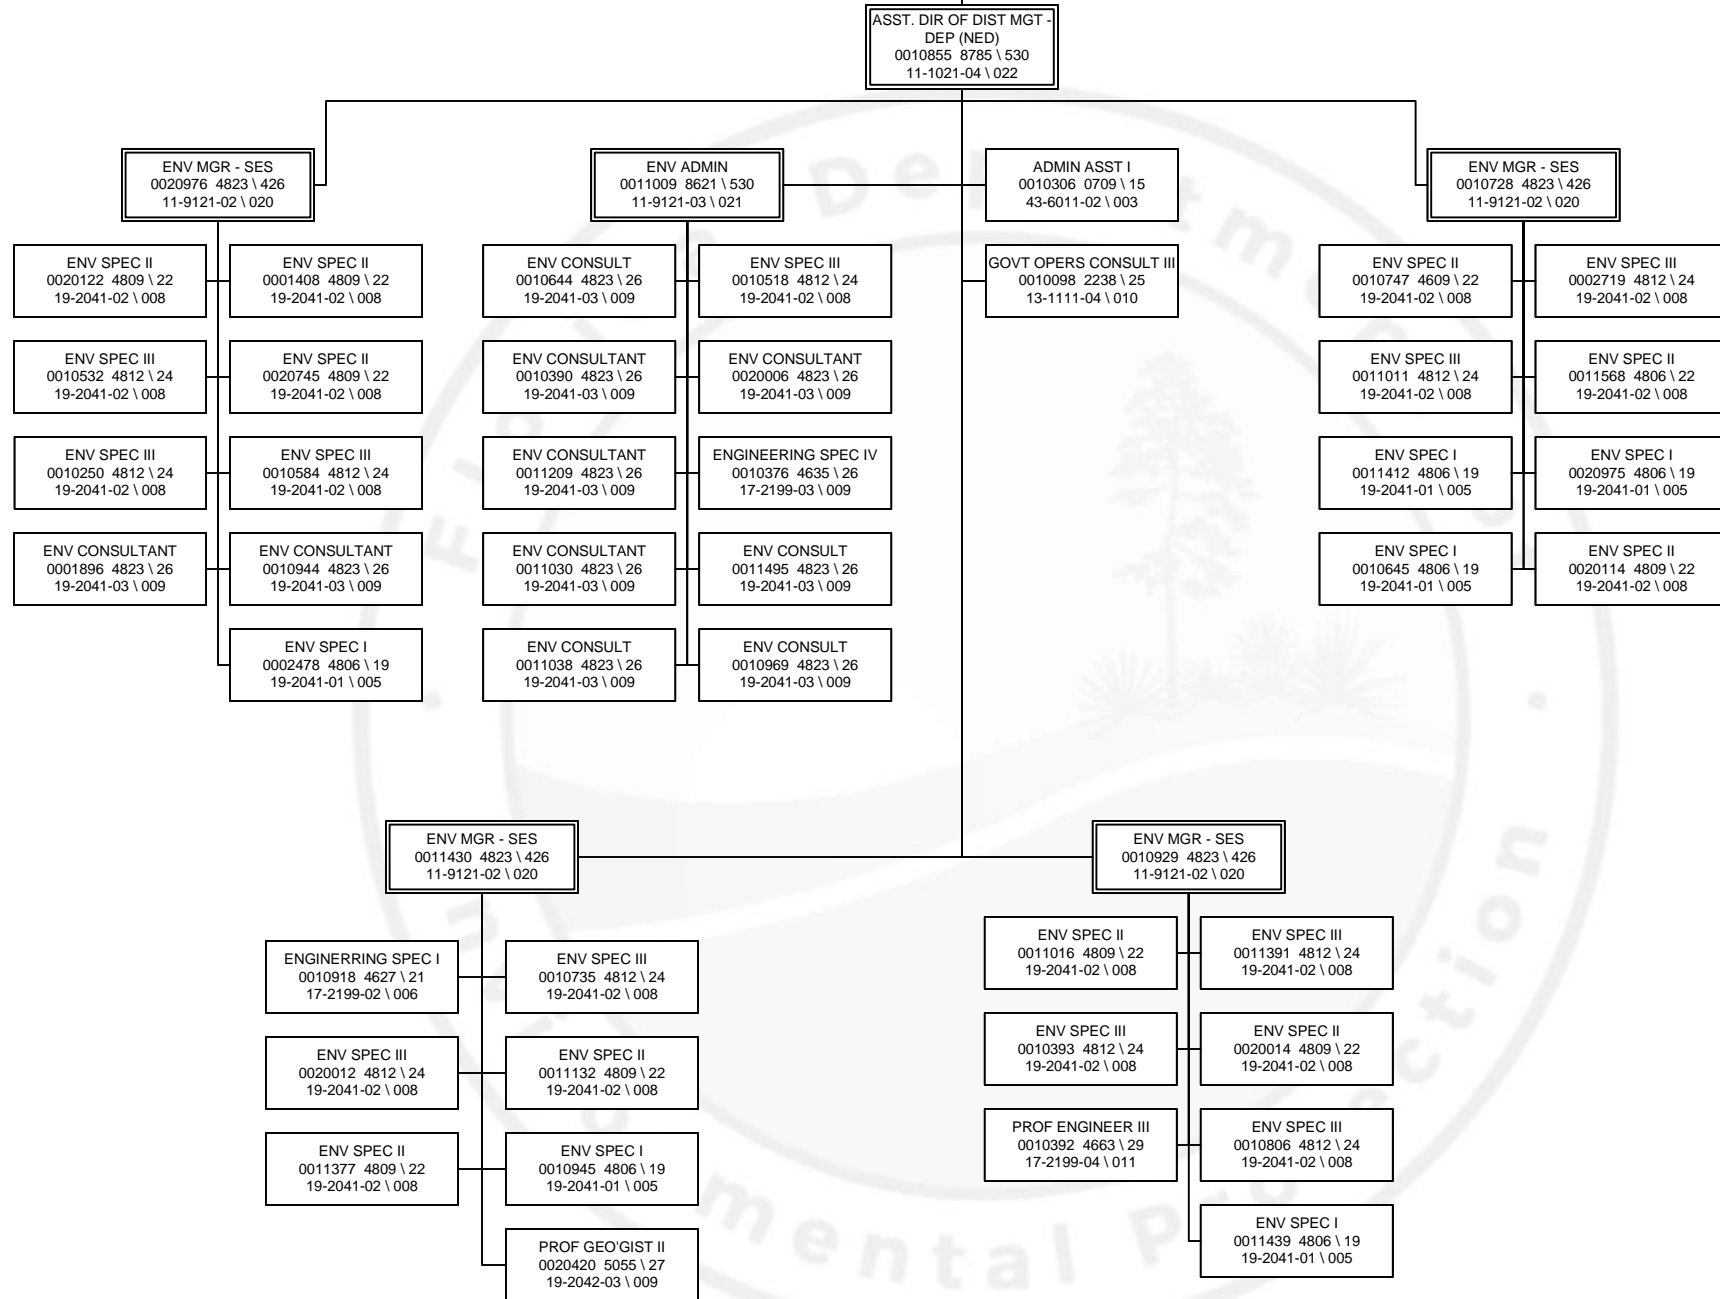 ASST. DIR OF DIST MGT -
DEP (NED)
0010855 8785 \ 530
11-1021-04 \ 022
ENV MGR - SES
0020976 4823 \ 426
11-9121-02 \ 020
ENV ADMIN
0011009 8621 \ 530
11-9121-03 \ 021
ADMIN ASST I
0010306 0709 \ 15
43-6011-02 \ 003
ENV MGR - SES
0010728 4823 \ 426
11-9121-02 \ 020
GOVT OPERS CONSULT III
0010098 2238 \ 25
13-1111-04 \ 010
ENV SPEC II
0020122 4809 \ 22
19-2041-02 \ 008
ENV SPEC II
0001408 4809 \ 22
19-2041-02 \ 008
ENV SPEC III
0010532 4812 \ 24
19-2041-02 \ 008
ENV SPEC II
0020745 4809 \ 22
19-2041-02 \ 008
ENV SPEC III
0010250 4812 \ 24
19-2041-02 \ 008
ENV SPEC III
0010584 4812 \ 24
19-2041-02 \ 008
ENV CONSULTANT
0001896 4823 \ 26
19-2041-03 \ 009
ENV CONSULTANT
0010944 4823 \ 26
19-2041-03 \ 009
ENV SPEC I
0002478 4806 \ 19
19-2041-01 \ 005
ENV CONSULT
0010644 4823 \ 26
19-2041-03 \ 009
ENV SPEC III
0010518 4812 \ 24
19-2041-02 \ 008
ENV CONSULTANT
0010390 4823 \ 26
19-2041-03 \ 009
ENV CONSULTANT
0020006 4823 \ 26
19-2041-03 \ 009
ENV CONSULTANT
0011209 4823 \ 26
19-2041-03 \ 009
ENGINEERING SPEC IV
0010376 4635 \ 26
17-2199-03 \ 009
ENV CONSULTANT
0011030 4823 \ 26
19-2041-03 \ 009
ENV CONSULT
0011495 4823 \ 26
19-2041-03 \ 009
ENV CONSULT
0011038 4823 \ 26
19-2041-03 \ 009
ENV CONSULT
0010969 4823 \ 26
19-2041-03 \ 009
ENV SPEC II
0010747 4609 \ 22
19-2041-02 \ 008
ENV SPEC III
0002719 4812 \ 24
19-2041-02 \ 008
ENV SPEC III
0011011 4812 \ 24
19-2041-02 \ 008
ENV SPEC II
0011568 4806 \ 22
19-2041-02 \ 008
ENV SPEC I
0011412 4806 \ 19
19-2041-01 \ 005
ENV SPEC I
0020975 4806 \ 19
19-2041-01 \ 005
ENV SPEC I
0010645 4806 \ 19
19-2041-01 \ 005
ENV SPEC II
0020114 4809 \ 22
19-2041-02 \ 008
ENV MGR - SES
0011430 4823 \ 426
11-9121-02 \ 020
ENGINERRING SPEC I
0010918 4627 \ 21
17-2199-02 \ 006
ENV SPEC III
0010735 4812 \ 24
19-2041-02 \ 008
ENV SPEC III
0020012 4812 \ 24
19-2041-02 \ 008
ENV SPEC II
0011132 4809 \ 22
19-2041-02 \ 008
ENV SPEC II
0011377 4809 \ 22
19-2041-02 \ 008
ENV SPEC I
0010945 4806 \ 19
19-2041-01 \ 005
PROF GEO'GIST II
0020420 5055 \ 27
19-2042-03 \ 009
ENV MGR - SES
0010929 4823 \ 426
11-9121-02 \ 020
ENV SPEC II
0011016 4809 \ 22
19-2041-02 \ 008
ENV SPEC III
0011391 4812 \ 24
19-2041-02 \ 008
ENV SPEC III
0010393 4812 \ 24
19-2041-02 \ 008
ENV SPEC II
0020014 4809 \ 22
19-2041-02 \ 008
PROF ENGINEER III
0010392 4663 \ 29
17-2199-04 \ 011
ENV SPEC III
0010806 4812 \ 24
19-2041-02 \ 008
ENV SPEC I
0011439 4806 \ 19
19-2041-01 \ 005